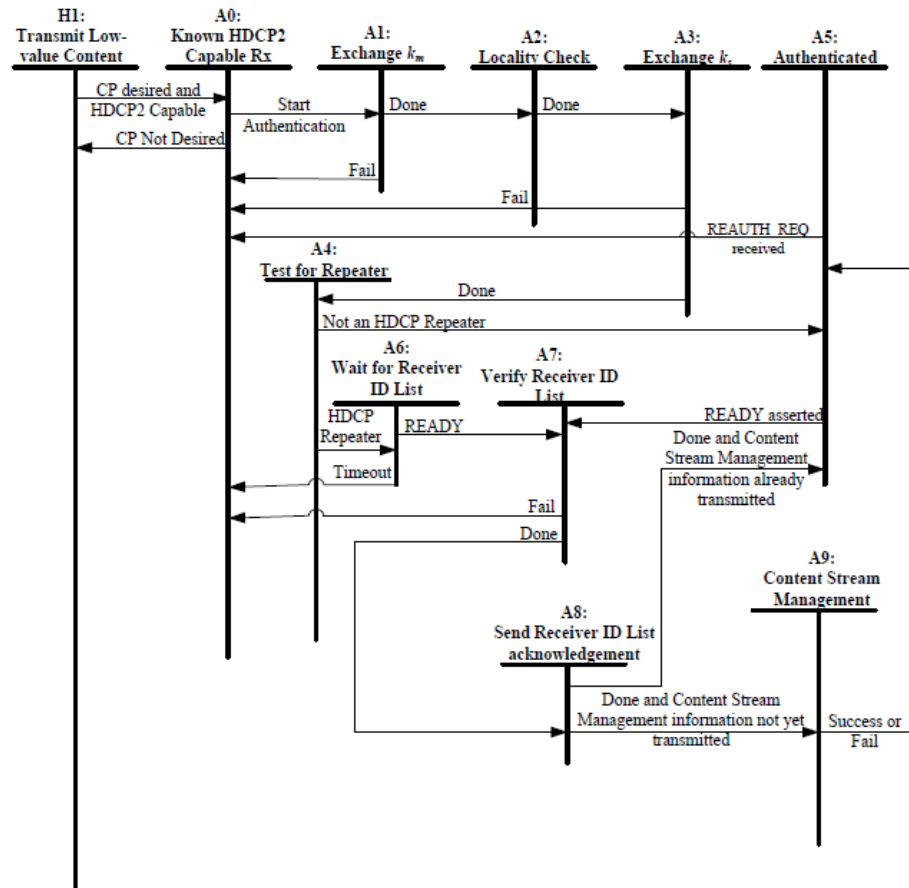 H1:
Transmit Low-
value Content
A0:
Known HDCP2
Capable Rx
A1:
Exchange km
A2:
Locality Check
A3:
Exchange ks
A5:
Authenticated
CP desired and
HDCP2 Capable
Start
Authentication
Done
Done
CP Not Desired
Fail
Fail
REAUTH_REQ
received
A4:
Test for Repeater
Done
Not an HDCP Repeater
A6:
Wait for Receiver
ID List
A7:
Verify Receiver ID
List
HDCP
Repeater
READY
READY asserted
Done and Content
Stream Management
information already
transmitted
Timeout
Fail
Done
A9:
Content Stream
Management
A8:
Send Receiver ID List
acknowledgement
Done and Content Stream
Management information not yet
transmitted
Success or
Fail